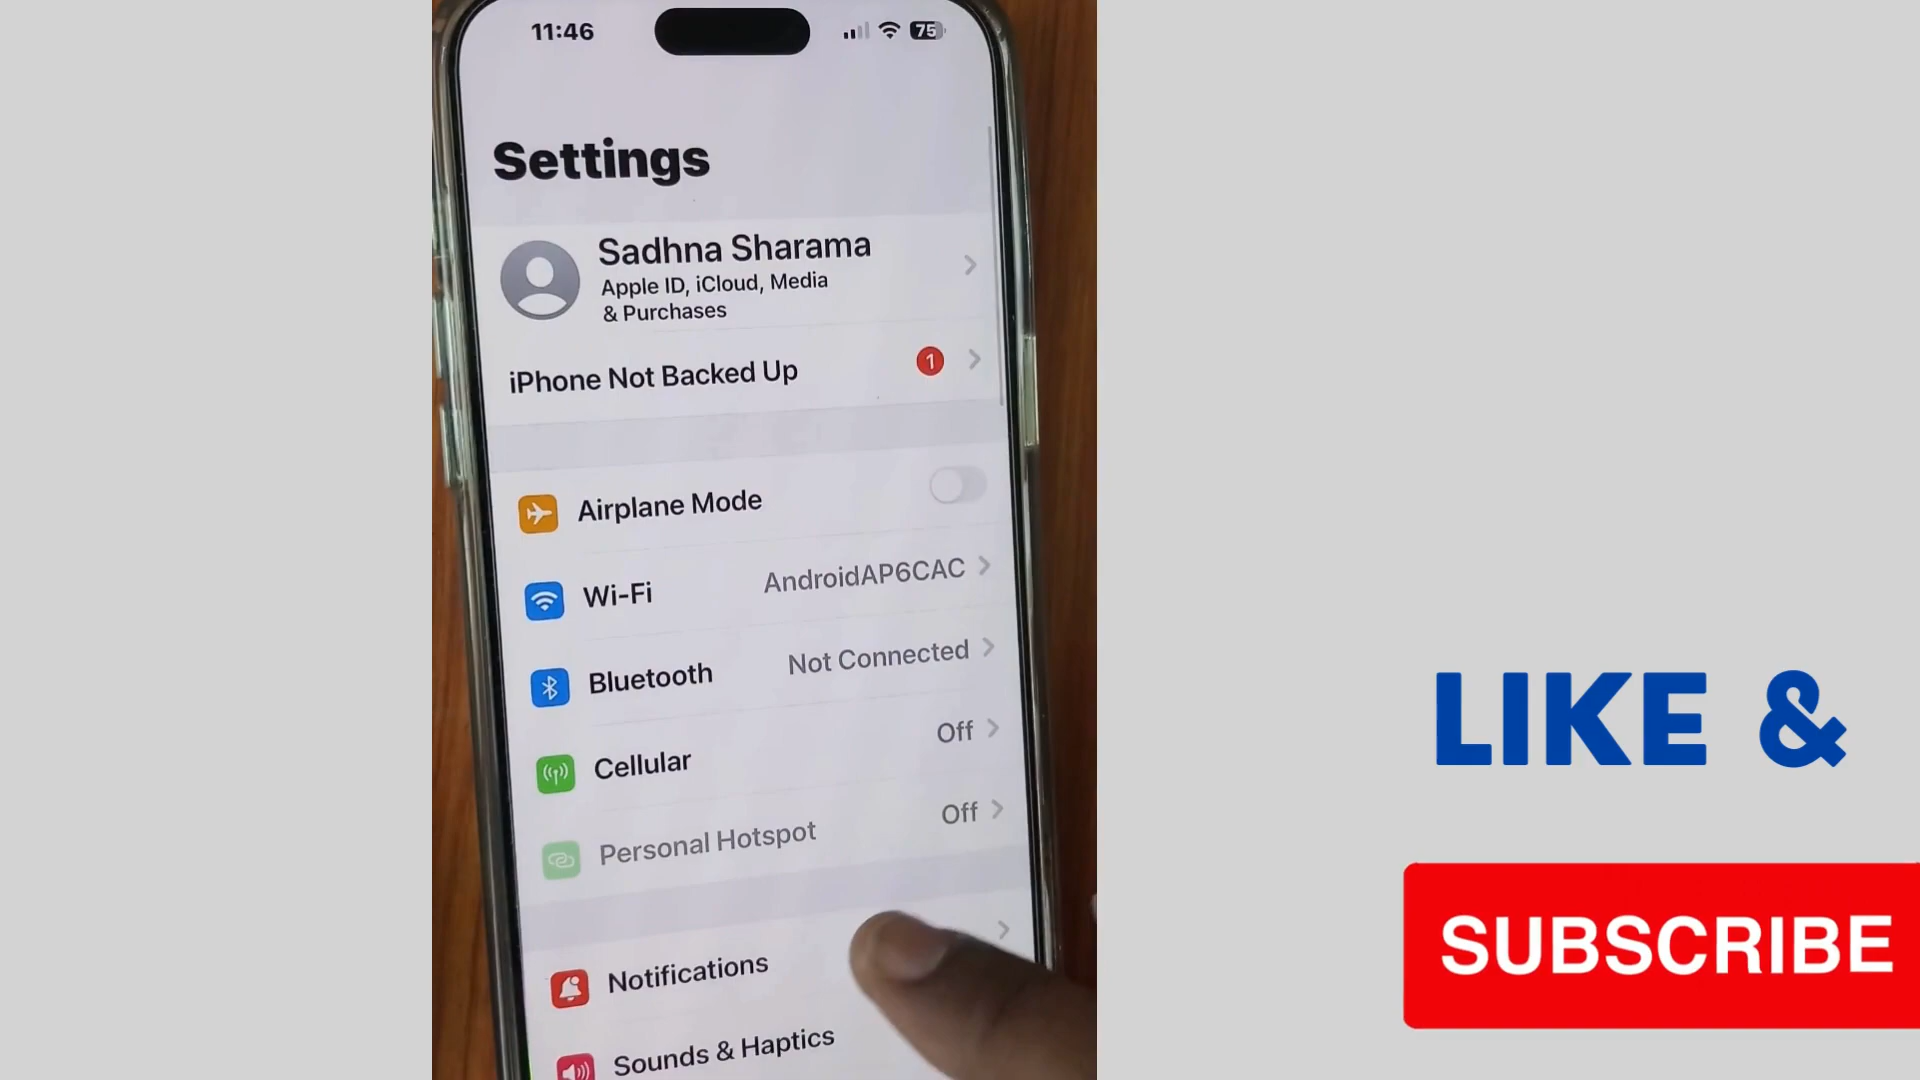 11:46
75
Settings
Sadhna Sharama
Apple ID, iCloud, Media
& Purchases
iPhone Not Backed Up
1
Airplane Mode
Wi-Fi
AndroidAP6CAC
Bluetooth
Not Connected
Cellular
Off
Personal Hotspot
Off
Notifications
Sounds & Haptics
LIKE &
SUBSCRIBE